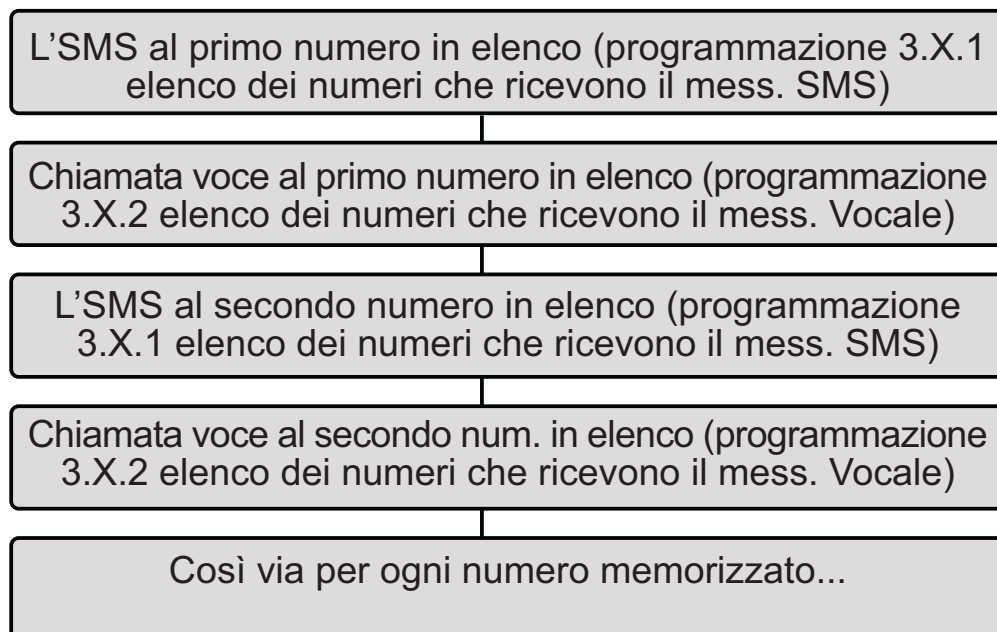 L’SMS al primo numero in elenco (programmazione 3.X.1
elenco dei numeri che ricevono il mess. SMS)
Chiamata voce al primo numero in elenco (programmazione
3.X.2 elenco dei numeri che ricevono il mess. Vocale)
L’SMS al secondo numero in elenco (programmazione
3.X.1 elenco dei numeri che ricevono il mess. SMS)
Chiamata voce al secondo num. in elenco (programmazione
3.X.2 elenco dei numeri che ricevono il mess. Vocale)
Così via per ogni numero memorizzato...